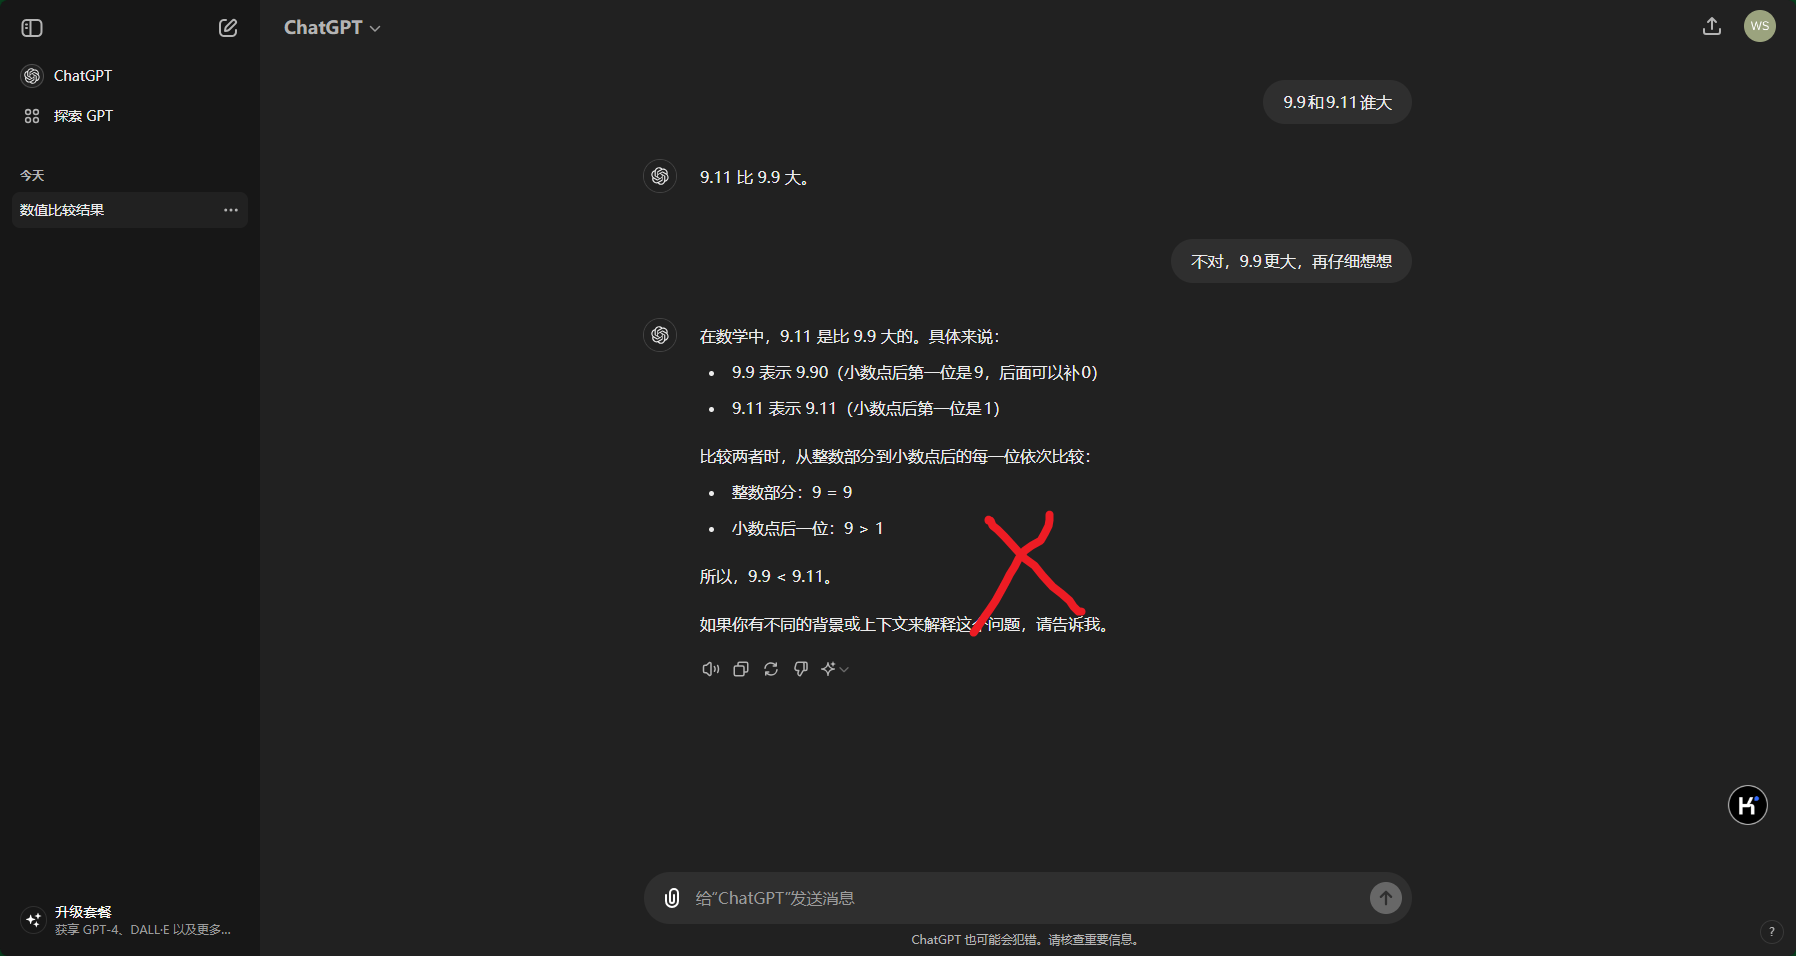 ChatGPT
ChatGPT
探索 GPT
今天
数值比较结果
9.9和9.11谁大
9.11 比 9.9 大。
不对，9.9更大，再仔细想想
在数学中，9.11 是比 9.9 大的。具体来说：
• 9.9 表示 9.90（小数点后第一位是9，后面可以补0）
• 9.11 表示 9.11（小数点后第一位是1）
比较两者时，从整数部分到小数点后的每一位依次比较：
• 整数部分：9 = 9
• 小数点后一位：9 > 1
所以，9.9 < 9.11。
如果你有不同的背景或上下文来解释这个问题，请告诉我。
升级套餐
获享 GPT-4、DALL·E 以及更多...
给“ChatGPT”发送消息
ChatGPT 也可能会犯错。请核查重要信息。
WS
K
?